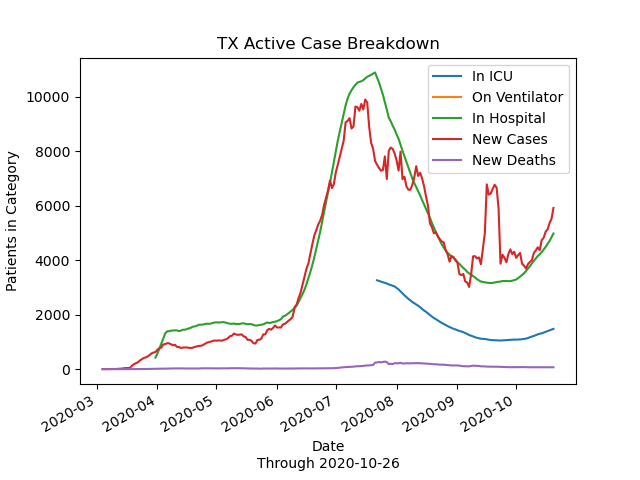 TX Active Case Breakdown
In ICU
On Ventilator
In Hospital
New Cases
New Deaths
Patients in Category
10000
8000
6000
4000
2000
0
2020-03
2020-04
2020-05
2020-06
2020-07
2020-08
2020-09
2020-10
Date
Through 2020-10-26